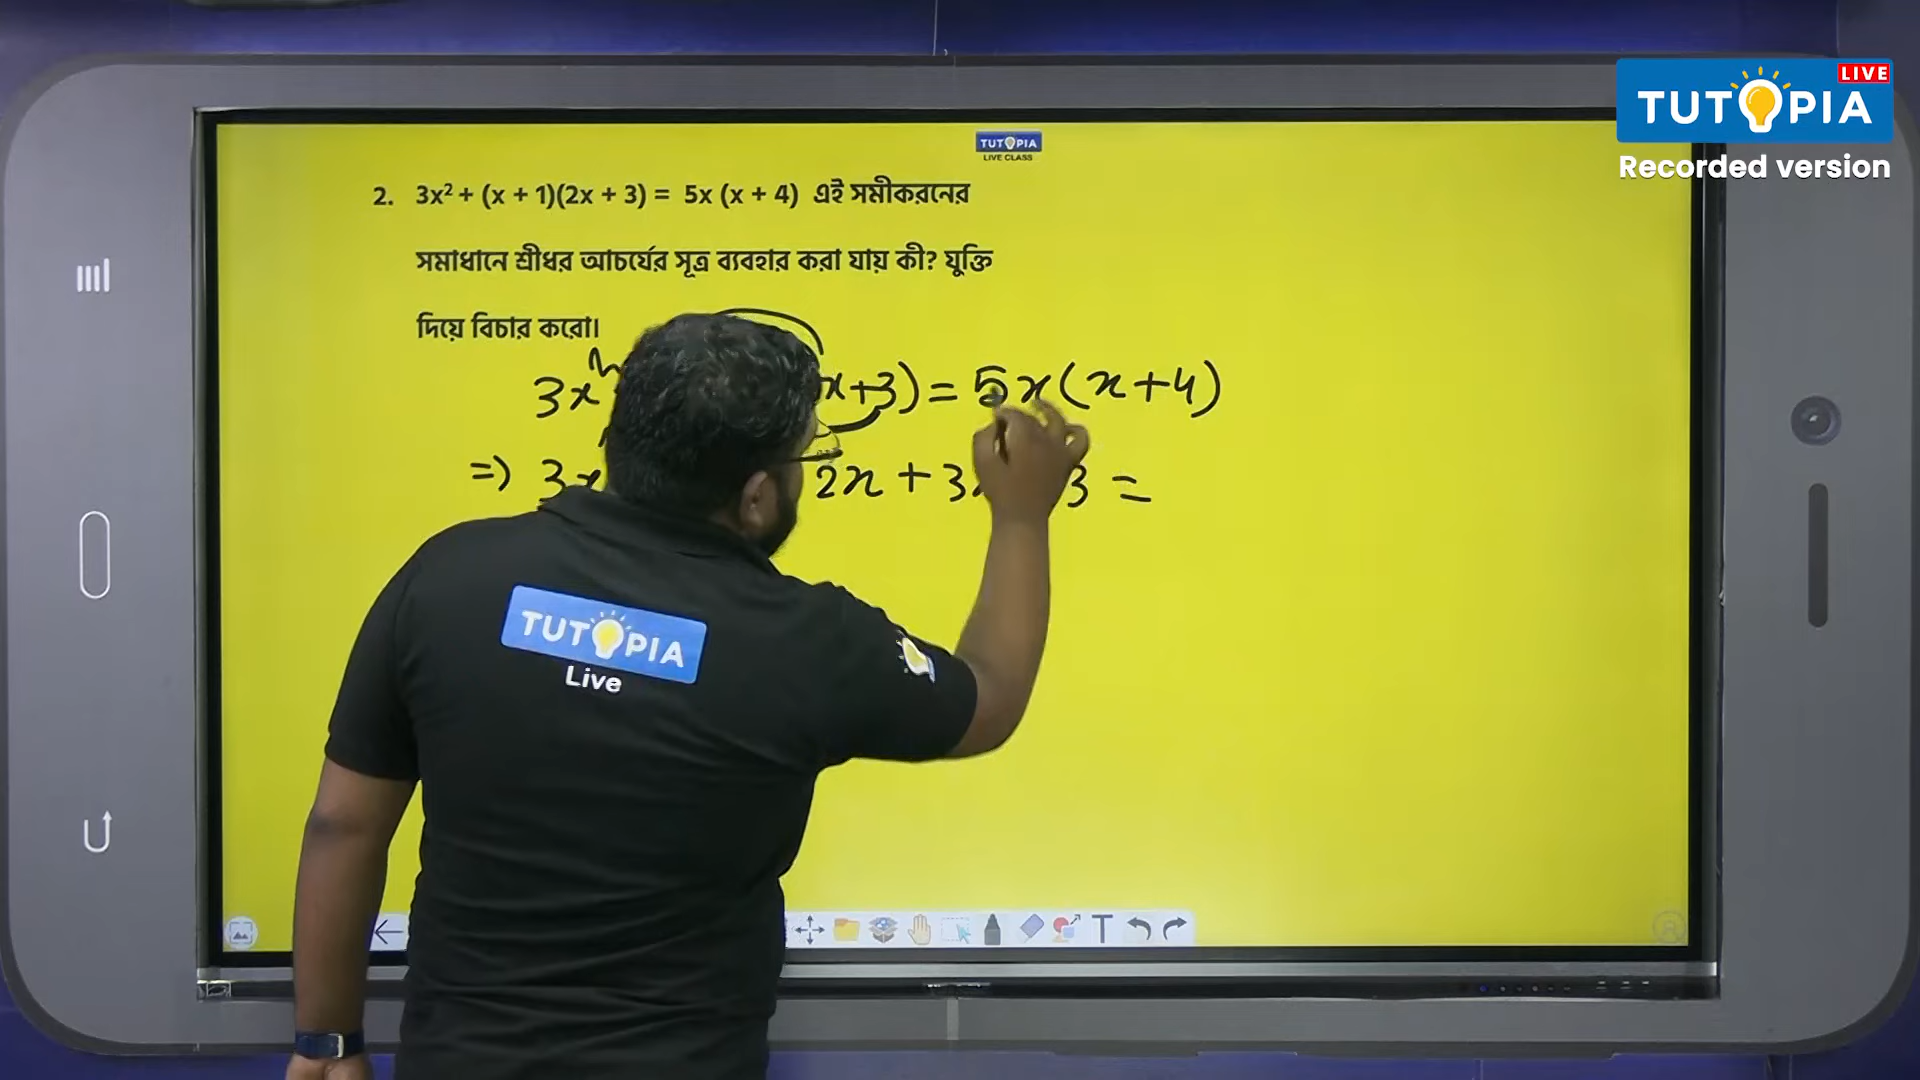 LIVE
TUTOPIA
Recorded version
TUTOPIA
LIVE CLASS
2. 3x² + (x + 1)(2x + 3) = 5x (x + 4) এই সমীকরনের
সমাধানে শ্রীধর আচর্যের সূত্র ব্যবহার করা যায় কী? যুক্তি
দিয়ে বিচার করো।
3x x+3) = 5x(x+4)
=) 3x 2x + 3 3 =
TUTOPIA
Live
T